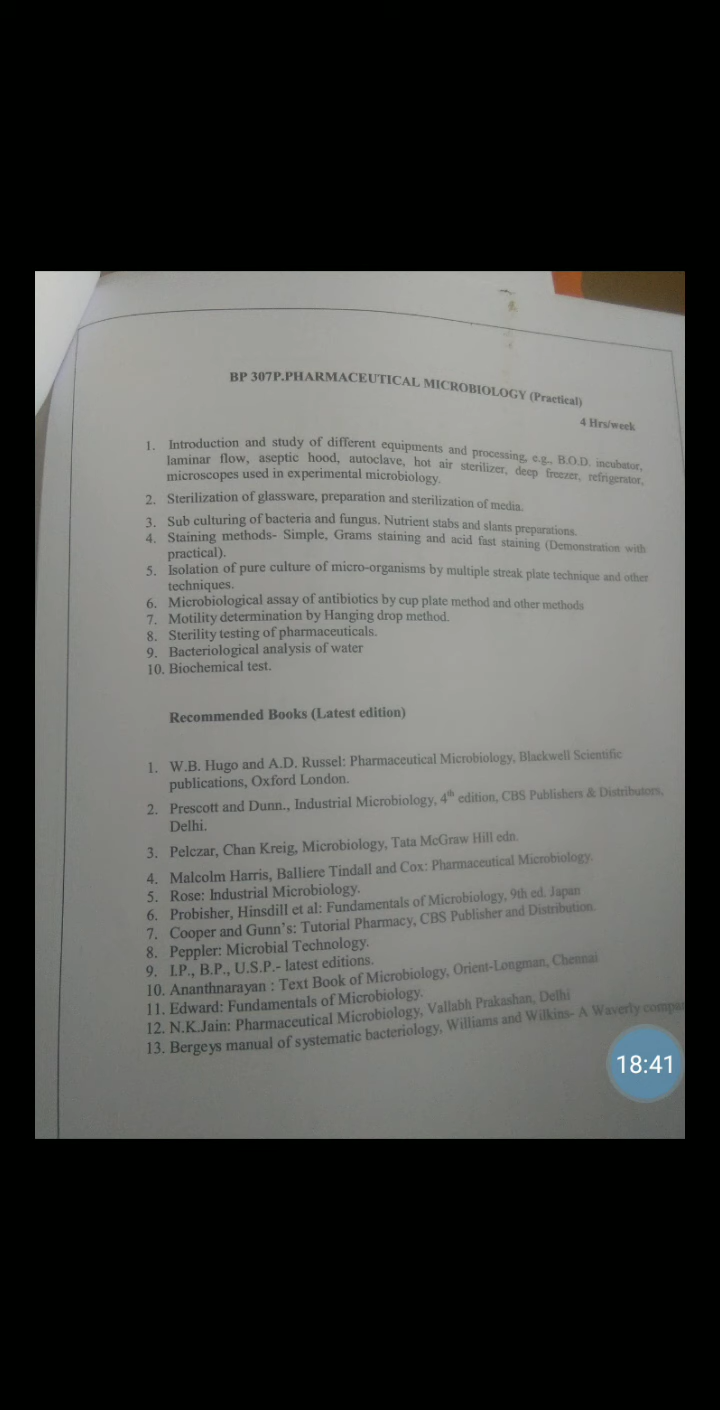 BP 307P.PHARMACEUTICAL MICROBIOLOGY (Practical)
4 Hrs/week
1. Introduction and study of different equipments and processing, e.g., B.O.D. incubator,
laminar flow, aseptic hood, autoclave, hot air sterilizer, deep freezer, refrigerator,
microscopes used in experimental microbiology.
2. Sterilization of glassware, preparation and sterilization of media.
3. Sub culturing of bacteria and fungus. Nutrient stabs and slants preparations.
4. Staining methods- Simple, Grams staining and acid fast staining (Demonstration with
practical).
5. Isolation of pure culture of micro-organisms by multiple streak plate technique and other
techniques.
6. Microbiological assay of antibiotics by cup plate method and other methods
7. Motility determination by Hanging drop method.
8. Sterility testing of pharmaceuticals.
9. Bacteriological analysis of water
10. Biochemical test.
Recommended Books (Latest edition)
1. W.B. Hugo and A.D. Russel: Pharmaceutical Microbiology, Blackwell Scientific
publications, Oxford London.
2. Prescott and Dunn., Industrial Microbiology, 4th edition, CBS Publishers & Distributors,
Delhi.
3. Pelczar, Chan Kreig, Microbiology, Tata McGraw Hill edn.
4. Malcolm Harris, Balliere Tindall and Cox: Pharmaceutical Microbiology.
5. Rose: Industrial Microbiology.
6. Probisher, Hinsdill et al: Fundamentals of Microbiology, 9th ed. Japan
7. Cooper and Gunn's: Tutorial Pharmacy, CBS Publisher and Distribution.
8. Peppler: Microbial Technology.
9. I.P., B.P., U.S.P.- latest editions.
10. Ananthnarayan : Text Book of Microbiology, Orient-Longman, Chennai
11. Edward: Fundamentals of Microbiology.
12. N.K.Jain: Pharmaceutical Microbiology, Vallabh Prakashan, Delhi
13. Bergeys manual of systematic bacteriology, Williams and Wilkins- A Waverly compan
18:41